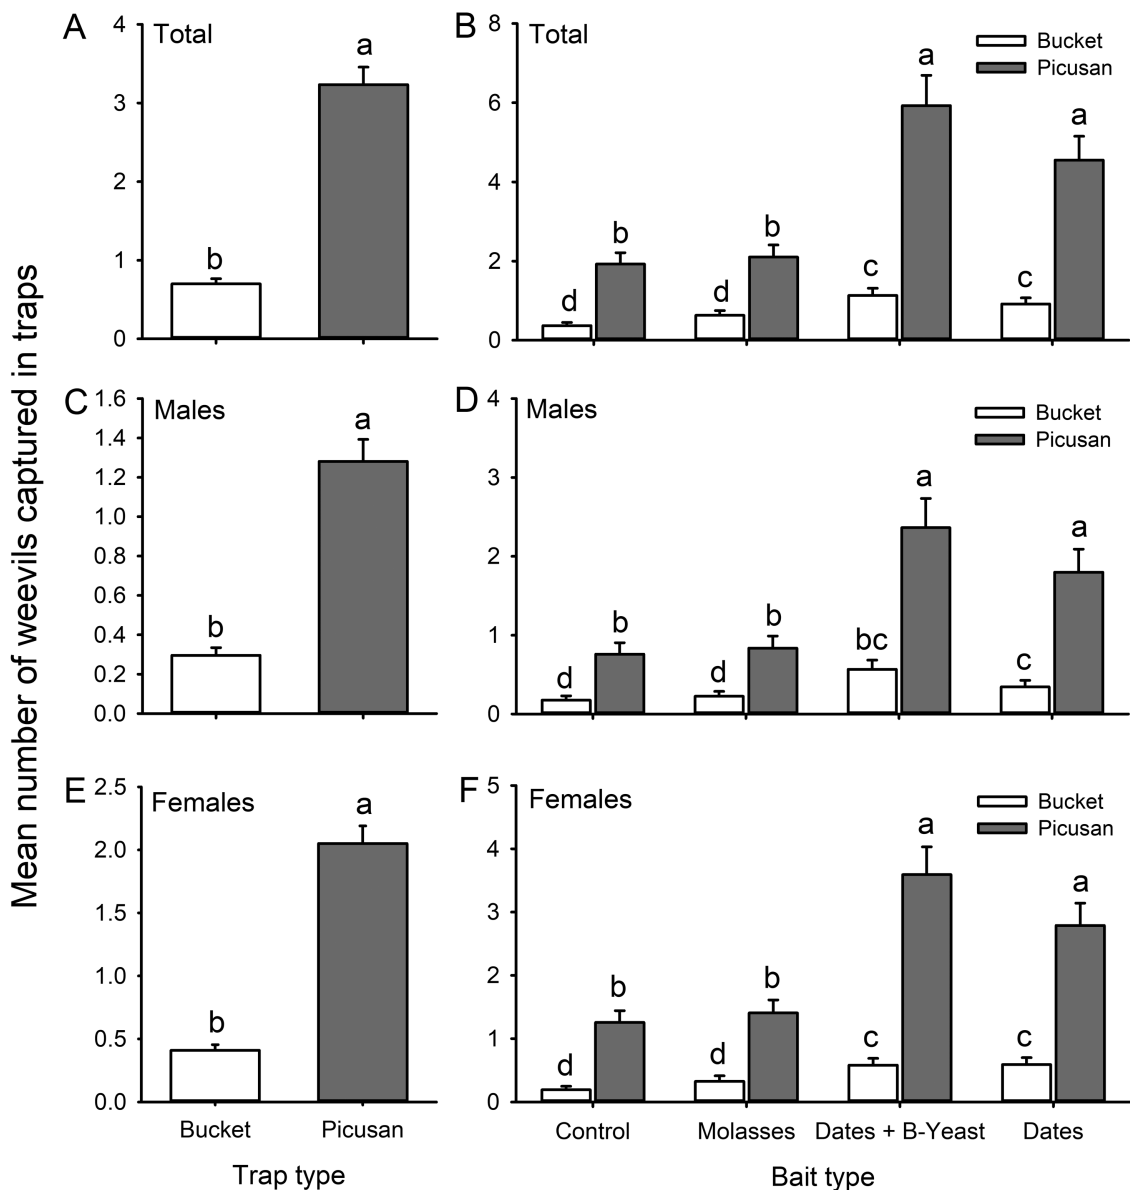 Mean number of weevils captured in traps
A
Total
4
3
2
1
0
b
a
B
Total
Bucket
Picusan
8
6
4
2
0
d
b
d
b
c
a
c
a
C
Males
1.6
1.4
1.2
1.0
0.8
0.6
0.4
0.2
0.0
b
a
D
Males
Bucket
Picusan
4
3
2
1
0
d
b
d
b
bc
a
c
a
E
Females
2.5
2.0
1.5
1.0
0.5
0.0
b
a
Bucket Picusan
Trap type
F
Females
Bucket
Picusan
5
4
3
2
1
0
d
b
d
b
c
a
c
a
Control Molasses Dates + B-Yeast Dates
Bait type